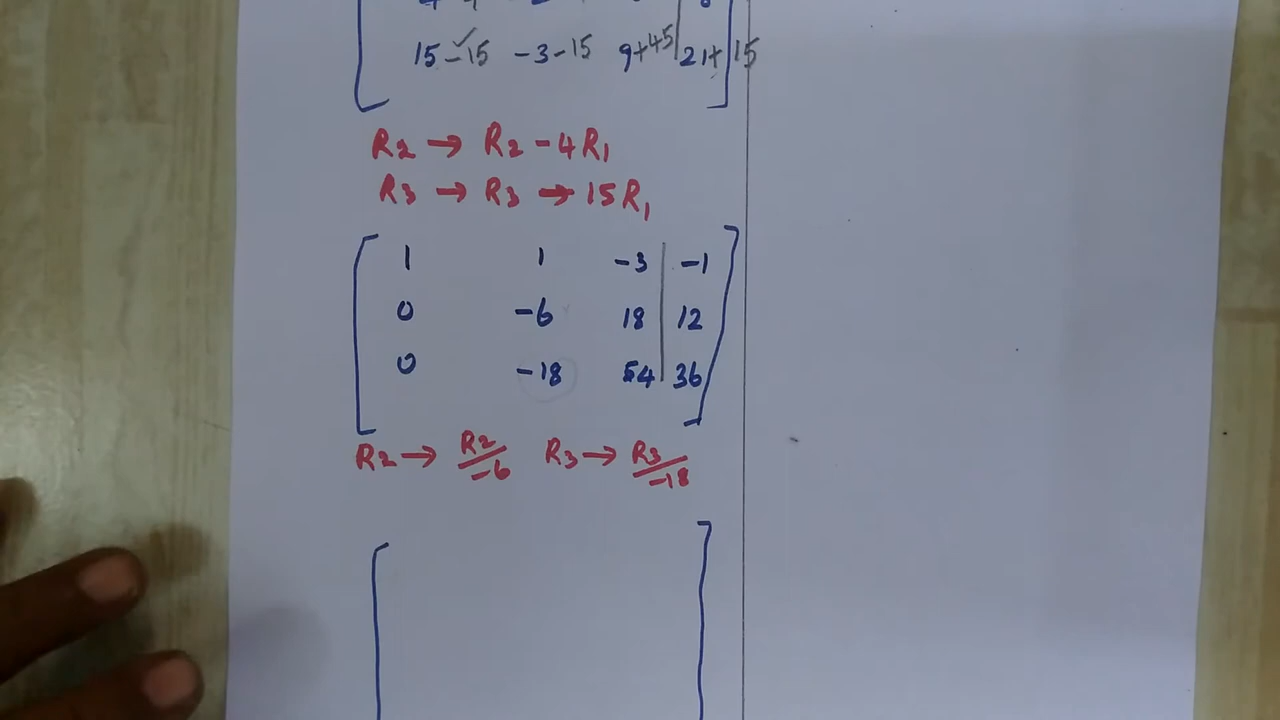 15-15 -3-15 9+45 21+15
R2 → R2 - 4R1
R3 → R3 → 15R1
1 1 -3 -1
0 -6 18 12
0 -18 54 36
R2 → R2/-6 R3 → R3/-18